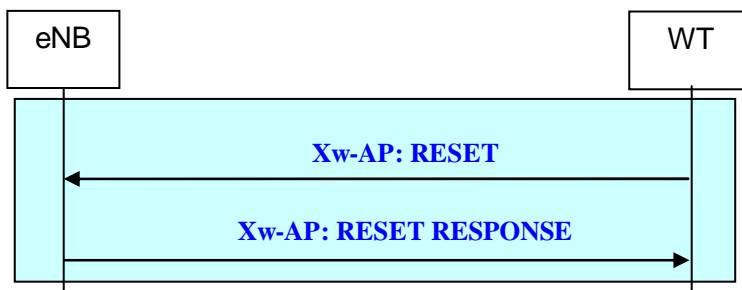 eNB
WT
Xw-AP: RESET
Xw-AP: RESET RESPONSE